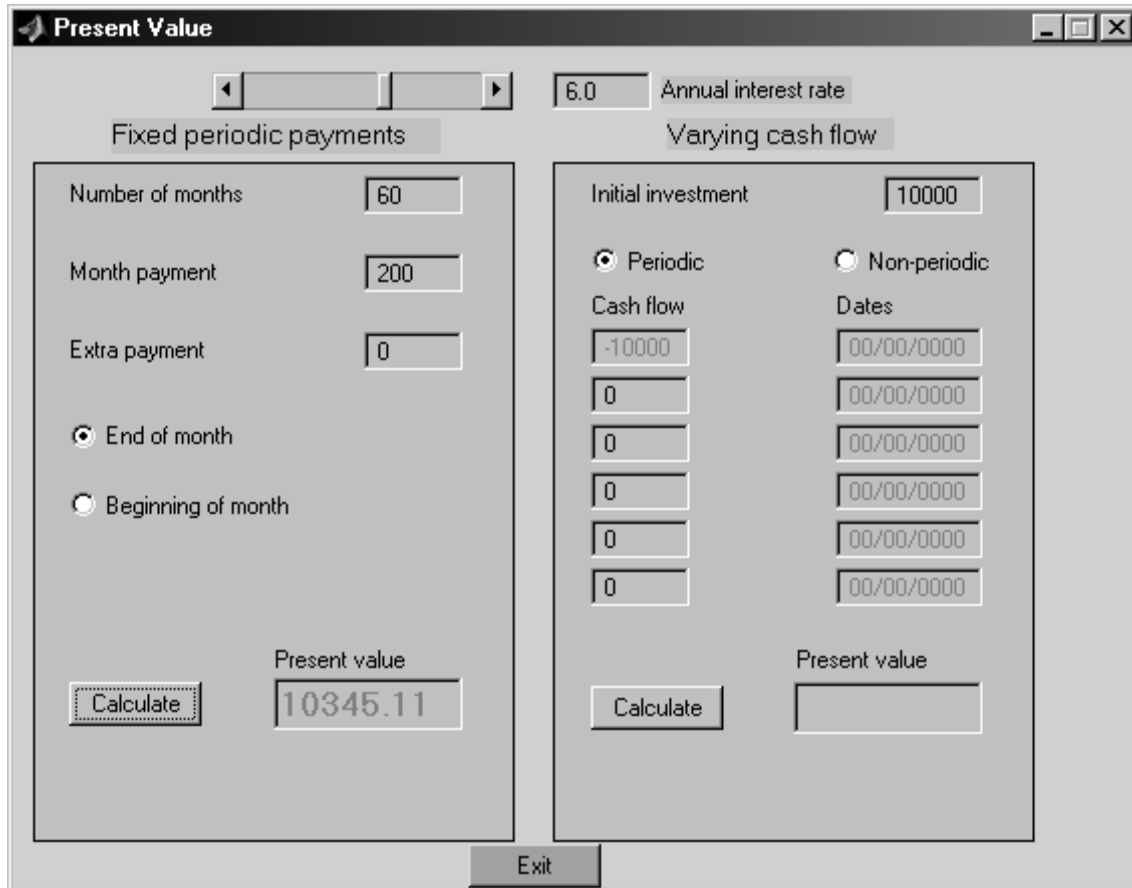 Present Value
6.0 Annual interest rate
Fixed periodic payments
Number of months 60
Month payment 200
Extra payment 0
End of month
Beginning of month
Present value
Calculate 10345.11
Varying cash flow
Initial investment 10000
Periodic Non-periodic
Cash flow Dates
-10000 00/00/0000
0 00/00/0000
0 00/00/0000
0 00/00/0000
0 00/00/0000
0 00/00/0000
Present value
Calculate
Exit